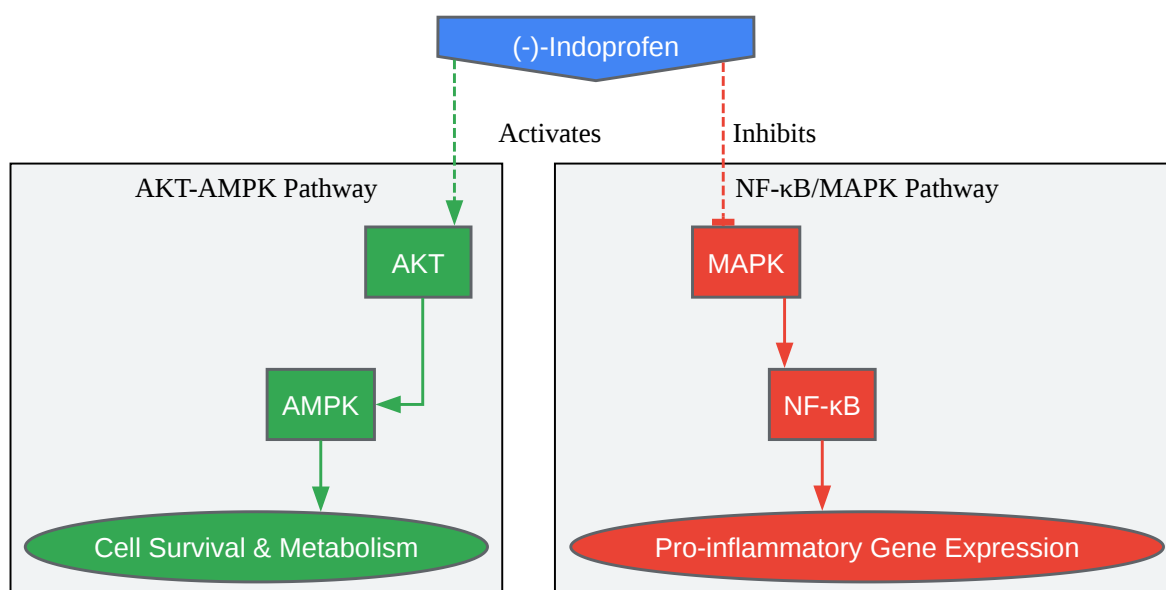 (-)-Indoprofen
Activates
Inhibits
AKT-AMPK Pathway
NF-κB/MAPK Pathway
AKT
MAPK
AMPK
NF-κB
Cell Survival & Metabolism
Pro-inflammatory Gene Expression